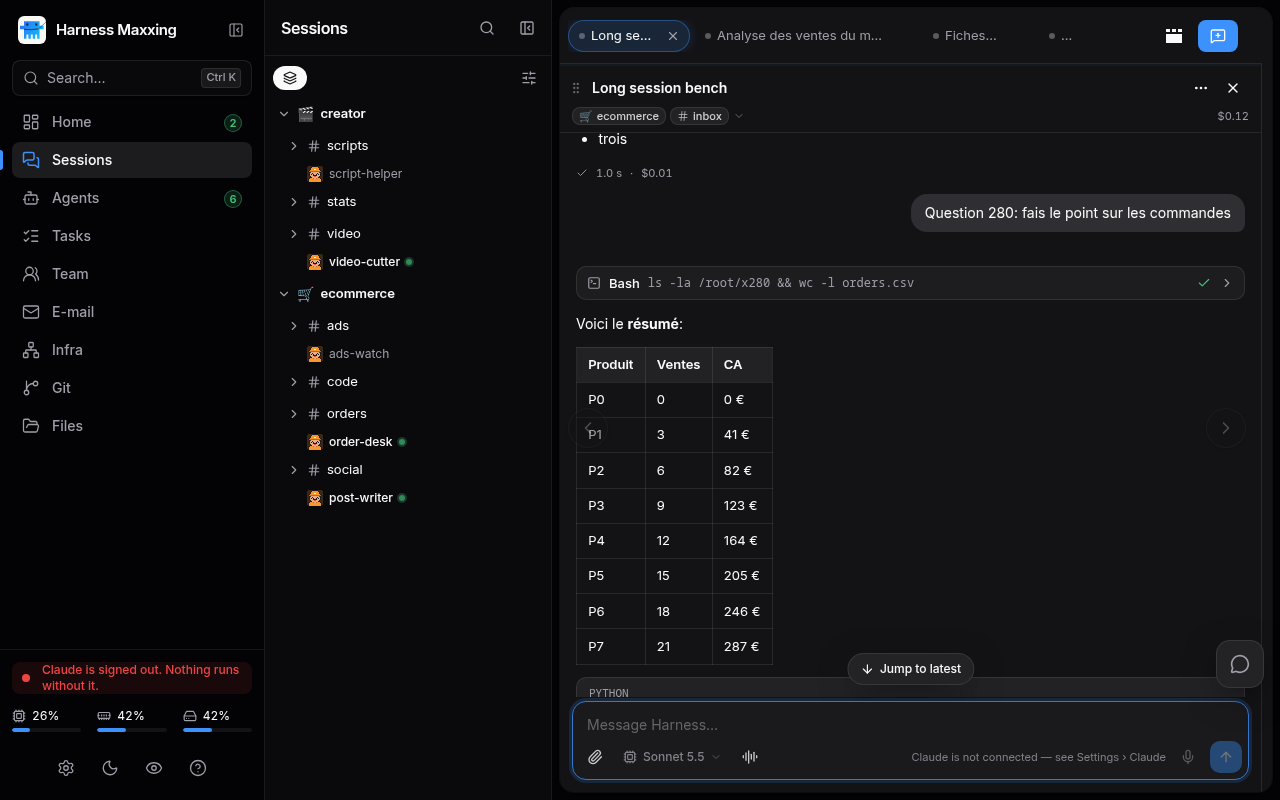 Harness Maxxing
Search...
Ctrl K
Home
2
Sessions
Agents
6
Tasks
Team
E-mail
Infra
Git
Files
Claude is signed out. Nothing runs
without it.
26%
42%
42%
Sessions
creator
scripts
script-helper
stats
video
video-cutter
ecommerce
ads
ads-watch
code
orders
order-desk
social
post-writer
Long se...
Analyse des ventes du m...
Fiches...
...
Long session bench
ecommerce
# inbox
$0.12
• trois
1.0 s · $0.01
Question 280: fais le point sur les commandes
Bash ls -la /root/x280 && wc -l orders.csv
Voici le résumé:
Produit Ventes CA
P0 0 0 €
P1 3 41 €
P2 6 82 €
P3 9 123 €
P4 12 164 €
P5 15 205 €
P6 18 246 €
P7 21 287 €
Jump to latest
PYTHON
Message Harness...
Sonnet 5.5
Claude is not connected — see Settings › Claude